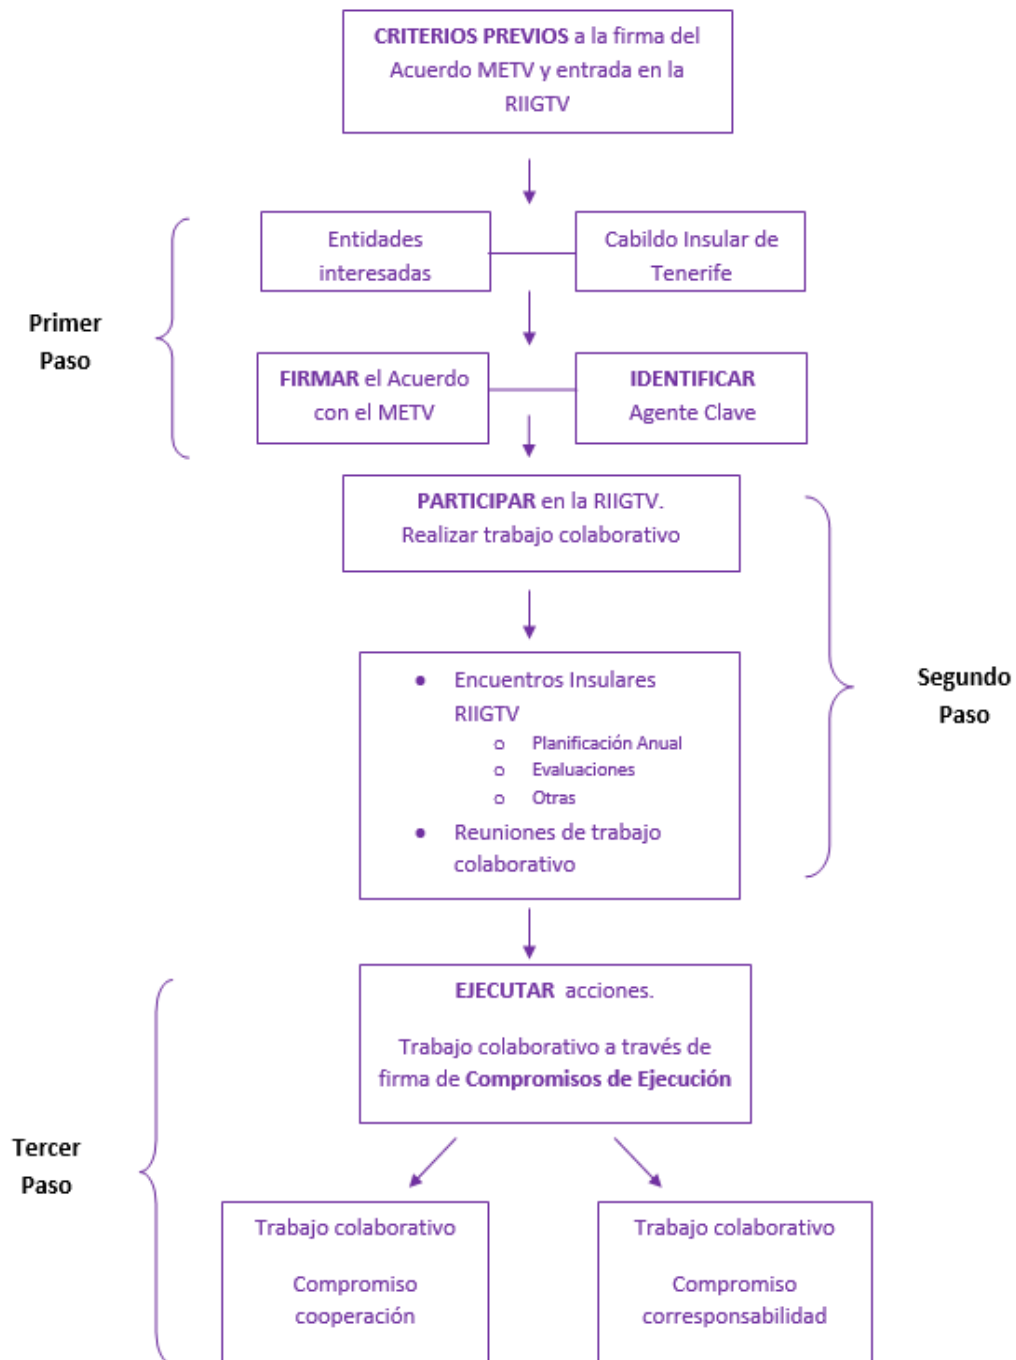 CRITERIOS PREVIOS a la firma del
Acuerdo METV y entrada en la
RIIGTV
Entidades
interesadas
Cabildo Insular de
Tenerife
Primer
Paso
FIRMAR el Acuerdo
con el METV
IDENTIFICAR
Agente Clave
PARTICIPAR en la RIIGTV.
Realizar trabajo colaborativo
Segundo
Paso
● Encuentros Insulares
RIIGTV
o Planificación Anual
o Evaluaciones
o Otras
● Reuniones de trabajo
colaborativo
EJECUTAR acciones.
Trabajo colaborativo a través de
firma de Compromisos de Ejecución
Tercer
Paso
Trabajo colaborativo
Compromiso
cooperación
Trabajo colaborativo
Compromiso
corresponsabilidad